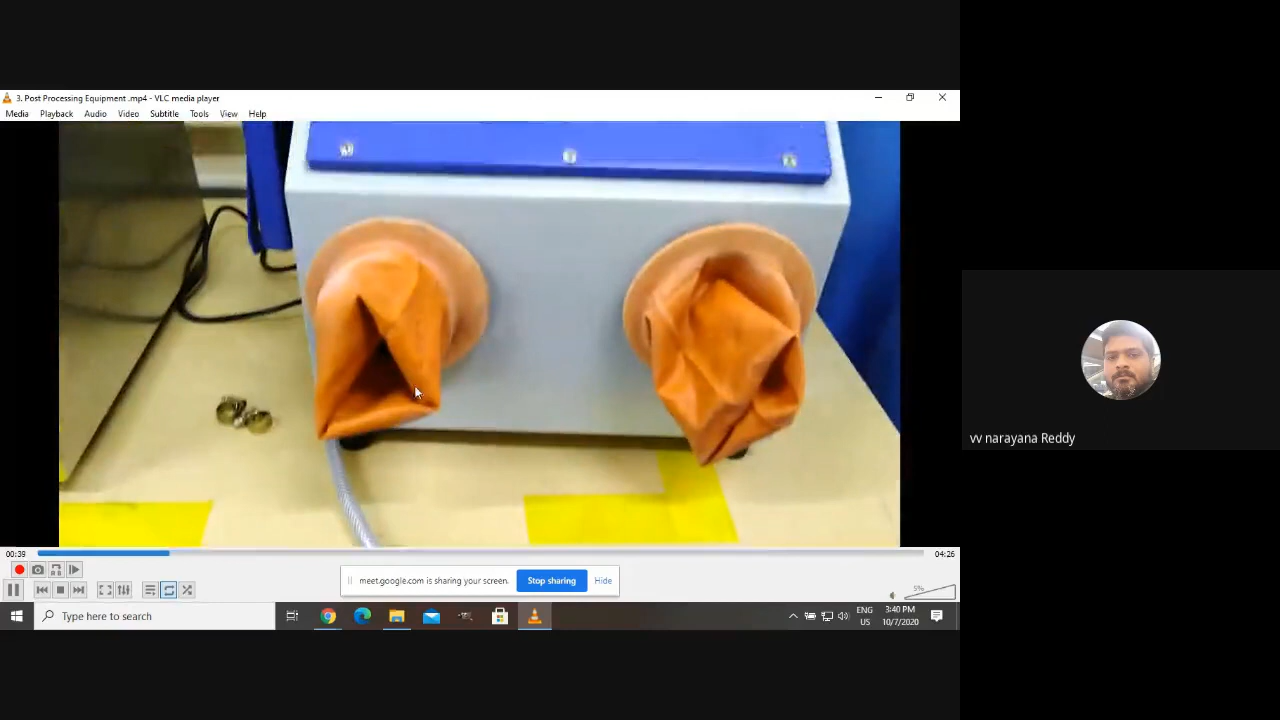 3. Post Processing Equipment .mp4 - VLC media player
Media Playback Audio Video Subtitle Tools View Help
00:39
04:26
meet.google.com is sharing your screen. Stop sharing Hide
5%
Type here to search
ENG
US
3:40 PM
10/7/2020
vv narayana Reddy